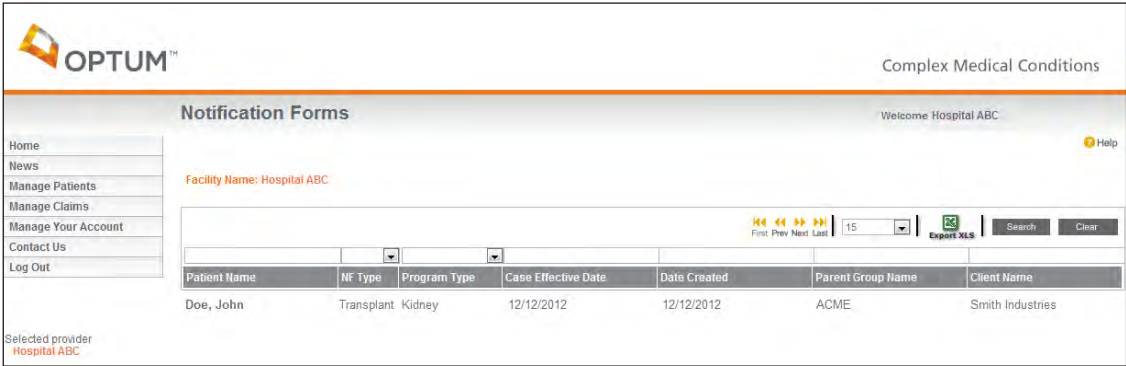 OPTUM™
Complex Medical Conditions
Notification Forms
Welcome Hospital ABC
Help
Home
News
Manage Patients
Manage Claims
Manage Your Account
Contact Us
Log Out
Facility Name: Hospital ABC
First Prev Next Last 15 Export XLS Search Clear
Patient Name NF Type Program Type Case Effective Date Date Created Parent Group Name Client Name
Doe, John Transplant Kidney 12/12/2012 12/12/2012 ACME Smith Industries
Selected provider
Hospital ABC